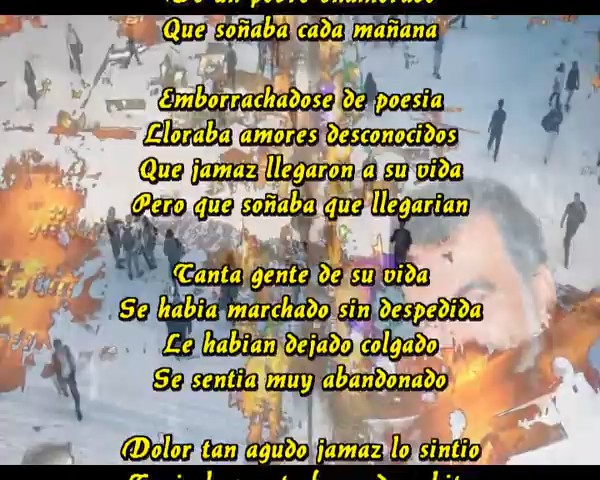 De un pobre enamorado
Que soñaba cada mañana
Emborrachadose de poesia
Lloraba amores desconocidos
Que jamaz llegaron a su vida
Pero que soñaba que llegarian
Tanta gente de su vida
Se habia marchado sin despedida
Le habian dejado colgado
Se sentia muy abandonado
Dolor tan agudo jamaz lo sintio